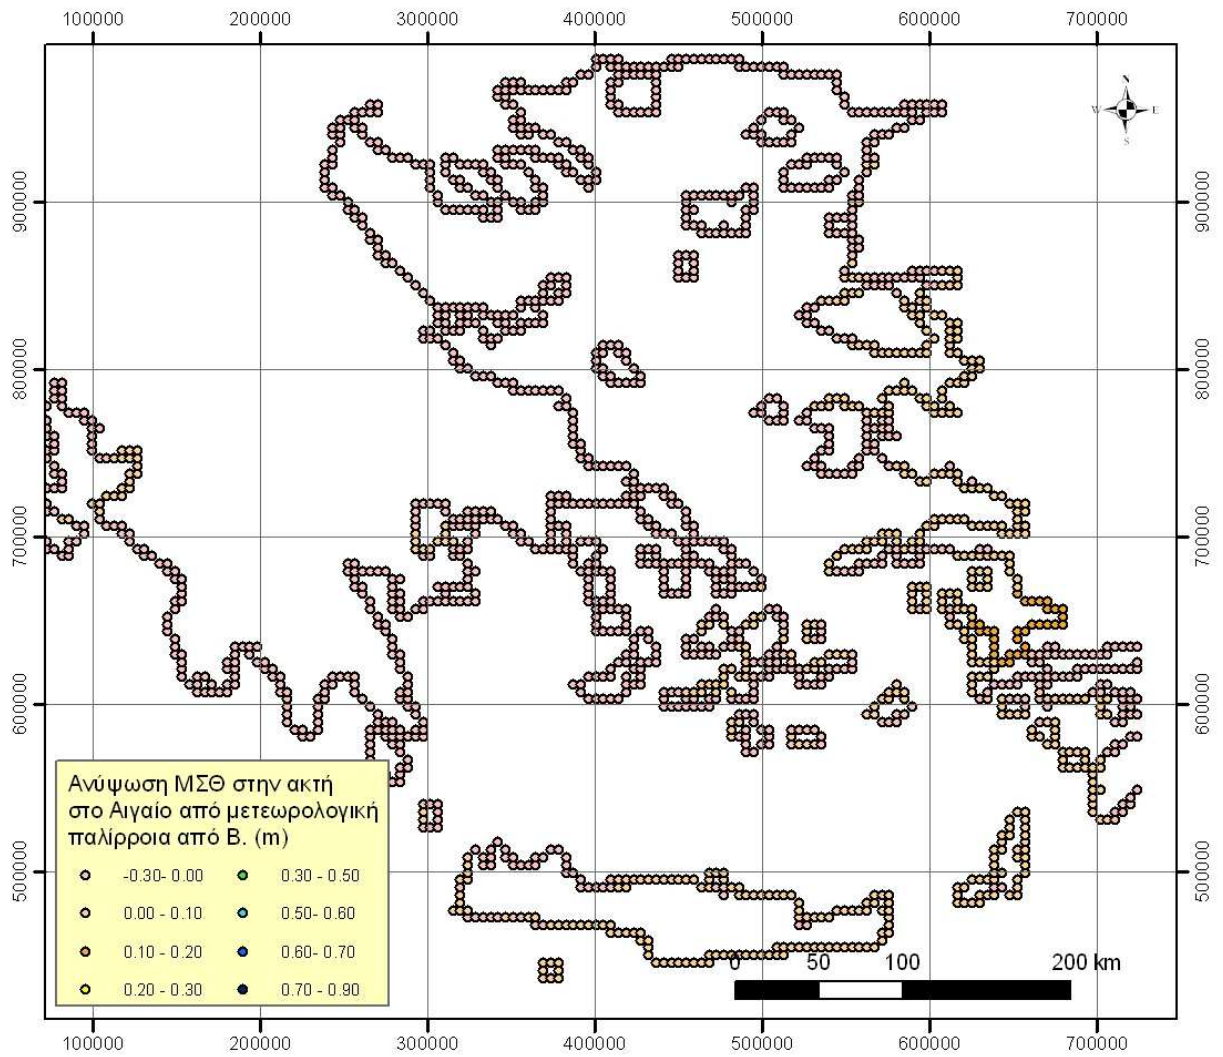 100000 200000 300000 400000 500000 600000 700000
N
W E
S
900000 900000
800000 800000
700000 700000
600000 600000
500000 500000
Ανύψωση ΜΣΘ στην ακτή
στο Αιγαίο από μετεωρολογική
παλίρροια από Β. (m)
-0.30- 0.00 0.30 - 0.50
0.00 - 0.10 0.50- 0.60
0.10 - 0.20 0.60- 0.70
0.20 - 0.30 0.70 - 0.90
0 50 100 200 km
100000 200000 300000 400000 500000 600000 700000